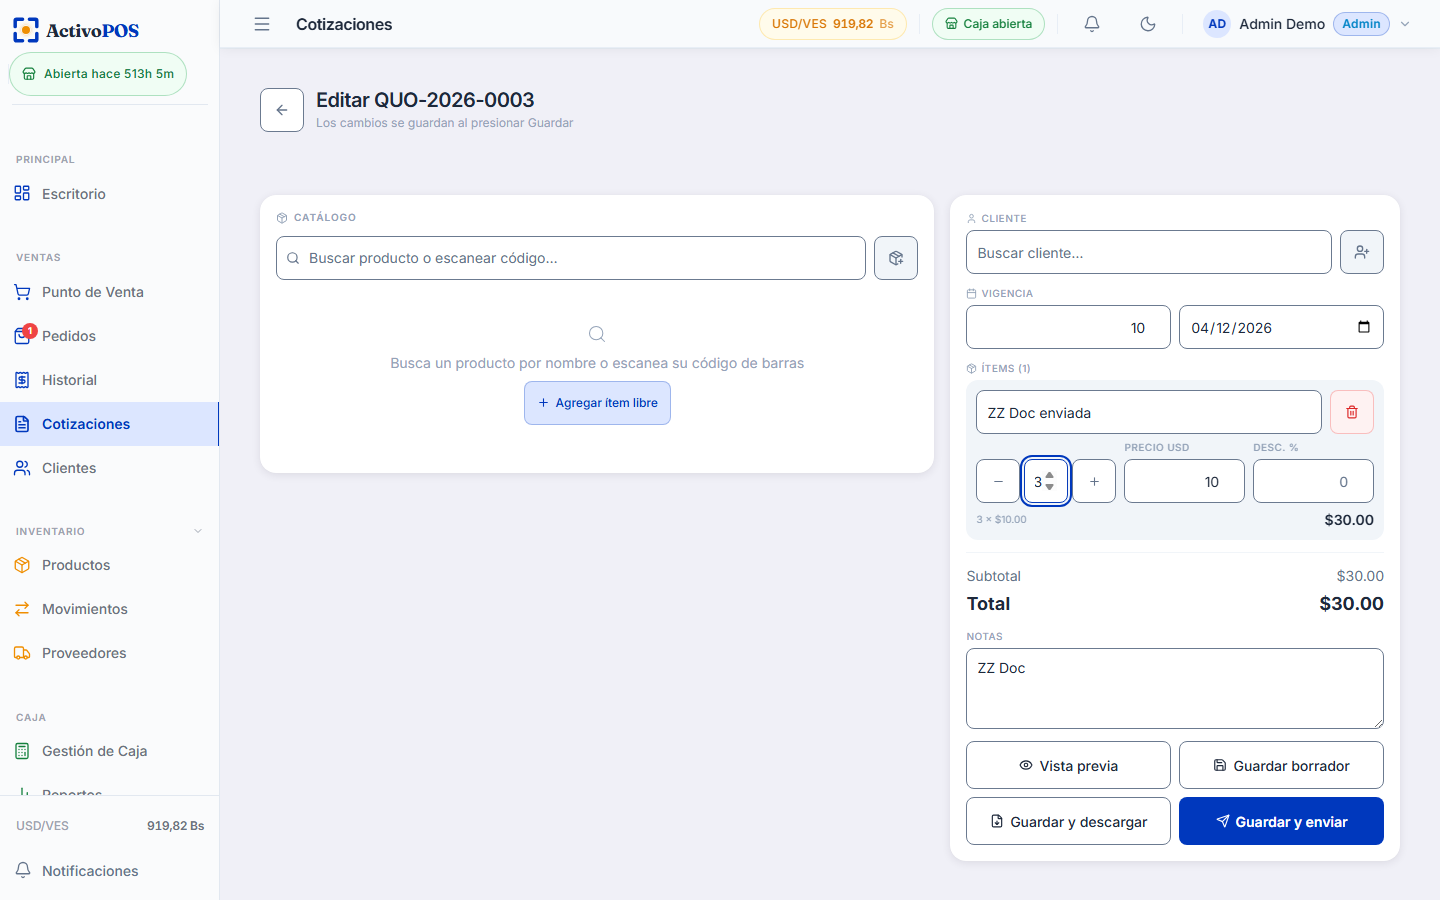 ActivoPOS
Abierta hace 513h 5m
PRINCIPAL
Escritorio
VENTAS
Punto de Venta
1
Pedidos
Historial
Cotizaciones
Clientes
INVENTARIO
Productos
Movimientos
Proveedores
CAJA
Gestión de Caja
Reportes
USD/VES 919,82 Bs
Notificaciones
Cotizaciones
USD/VES 919,82 Bs
Caja abierta
AD Admin Demo Admin
Editar QUO-2026-0003
Los cambios se guardan al presionar Guardar
CATÁLOGO
Buscar producto o escanear código...
Busca un producto por nombre o escanea su código de barras
+ Agregar ítem libre
CLIENTE
Buscar cliente...
VIGENCIA
10 04/12/2026
ÍTEMS (1)
ZZ Doc enviada
PRECIO USD DESC. %
− 3 + 10 0
3 × $10.00 $30.00
Subtotal $30.00
Total $30.00
NOTAS
ZZ Doc
Vista previa Guardar borrador
Guardar y descargar Guardar y enviar